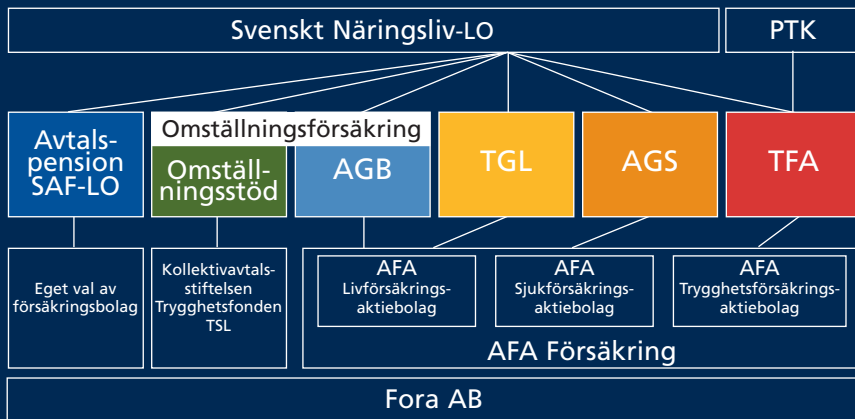 Svenskt Näringsliv-LO
PTK
Avtals-
pension
SAF-LO
Omställningsförsäkring
Omställ-
ningsstöd
AGB
TGL
AGS
TFA
Eget val av
försäkringsbolag
Kollektivavtals-
stiftelsen
Trygghetsfonden
TSL
AFA
Livförsäkrings-
aktiebolag
AFA
Sjukförsäkrings-
aktiebolag
AFA
Trygghetsförsäkrings-
aktiebolag
AFA Försäkring
Fora AB